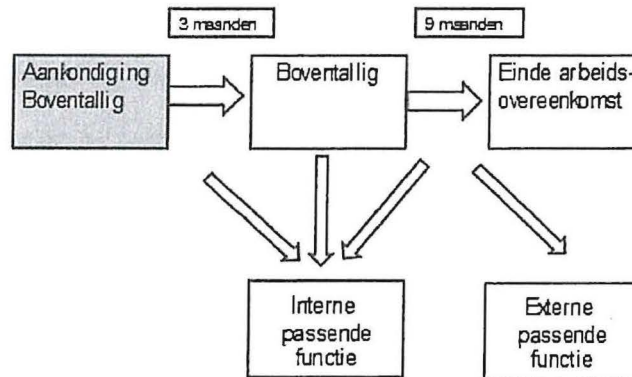 3 maanden
9 maanden
Aankondiging
Boventallig
Boventallig
Einde arbeids-
overeenkomst
Interne
passende
functie
Externe
passende
functie